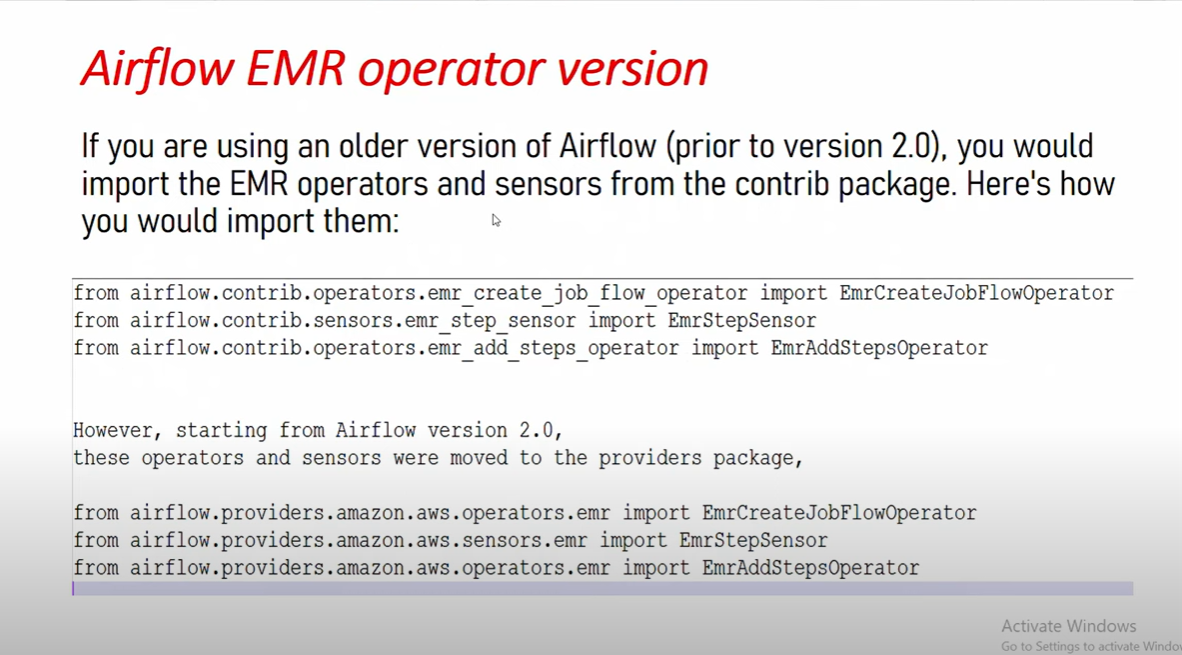 Airflow EMR operator version
If you are using an older version of Airflow (prior to version 2.0), you would
import the EMR operators and sensors from the contrib package. Here's how
you would import them:
from airflow.contrib.operators.emr_create_job_flow_operator import EmrCreateJobFlowOperator
from airflow.contrib.sensors.emr_step_sensor import EmrStepSensor
from airflow.contrib.operators.emr_add_steps_operator import EmrAddStepsOperator
However, starting from Airflow version 2.0,
these operators and sensors were moved to the providers package,
from airflow.providers.amazon.aws.operators.emr import EmrCreateJobFlowOperator
from airflow.providers.amazon.aws.sensors.emr import EmrStepSensor
from airflow.providers.amazon.aws.operators.emr import EmrAddStepsOperator
Activate Windows
Go to Settings to activate Windo